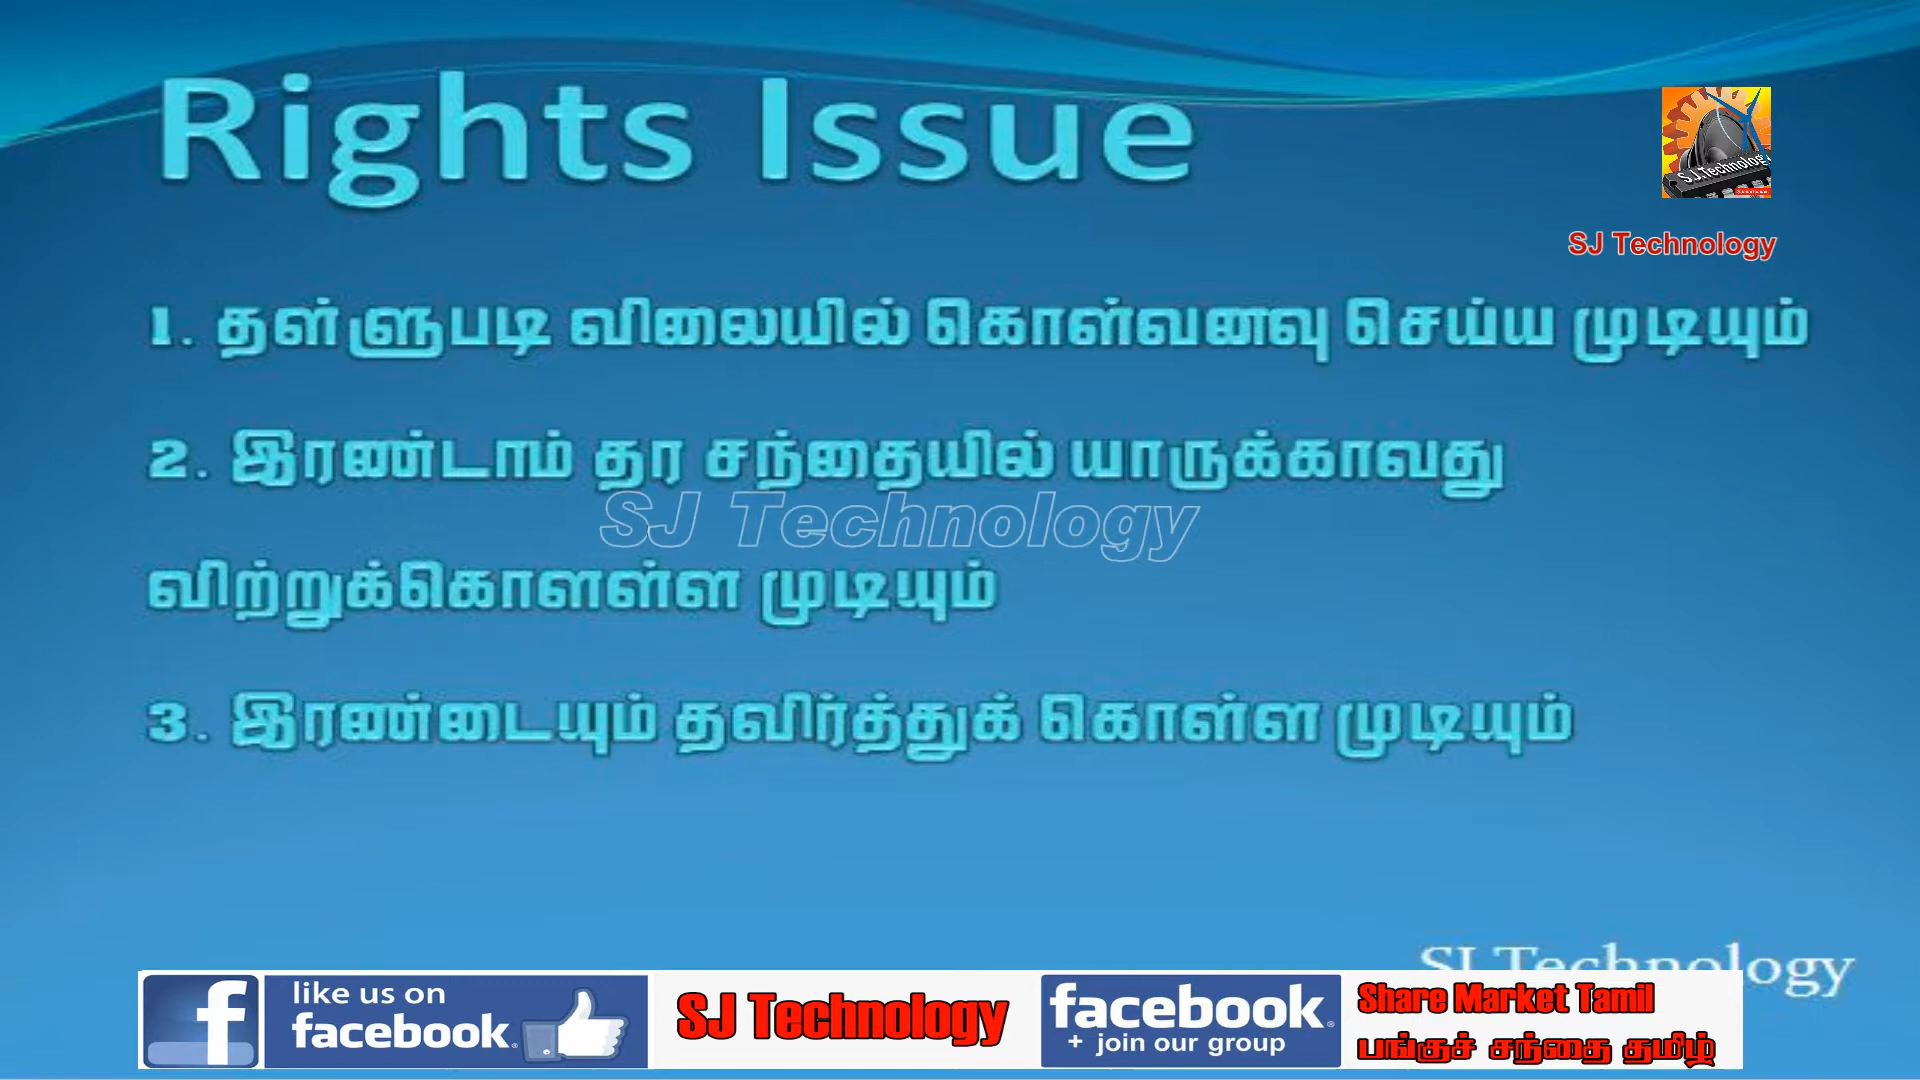 Rights Issue
S.J.Technology
SJ Technology
1. தள்ளுபடி விலையில் கொள்வனவு செய்ய முடியும்
2. இரண்டாம் தர சந்தையில் யாருக்காவது
SJ Technology
விற்றுக்கொளள்ள முடியும்
3. இரண்டையும் தவிர்த்துக் கொள்ள முடியும்
SJ Technology
like us on
facebook
SJ Technology
facebook
+ join our group
Share Market Tamil
பங்குச் சந்தை தமிழ்